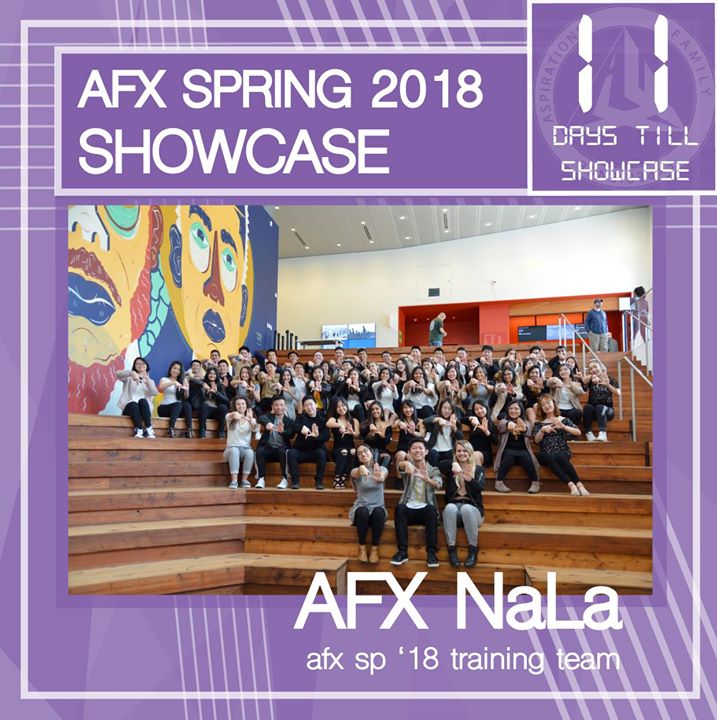 AFX SPRING 2018
SHOWCASE
11
DAYS TILL
SHOWCASE
ASPIRATION
FAMILY
AFX NaLa
afx sp ‘18 training team